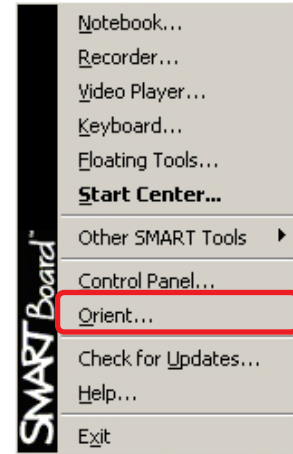 Notebook...
Recorder...
Video Player...
Keyboard...
Floating Tools...
Start Center...
Other SMART Tools
Control Panel...
Orient...
Check for Updates...
Help...
Exit
SMART Board™